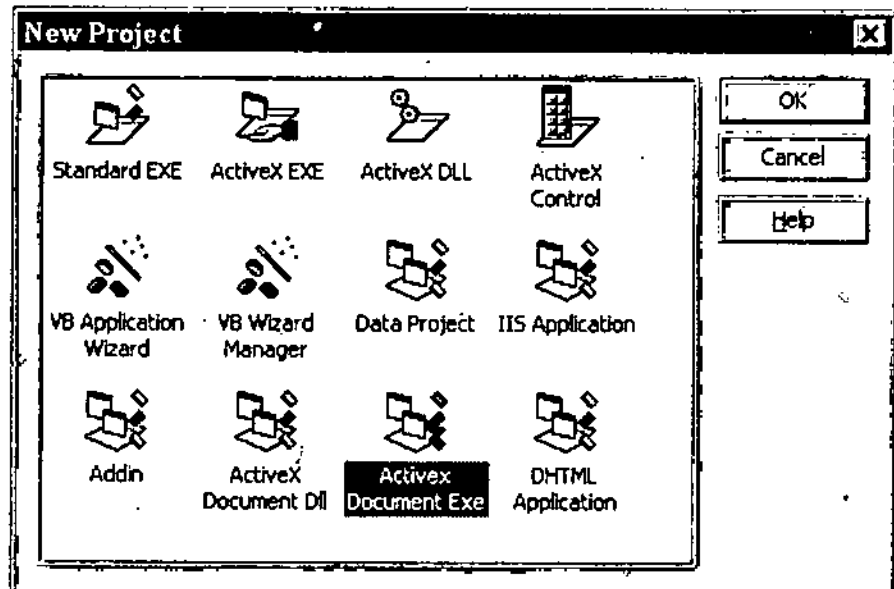 New Project
OK
Cancel
Help
Standard EXE
ActiveX EXE
ActiveX DLL
ActiveX
Control
VB Application
Wizard
VB Wizard
Manager
Data Project
IIS Application
Addin
ActiveX
Document Dll
Activex
Document Exe
DHTML
Application